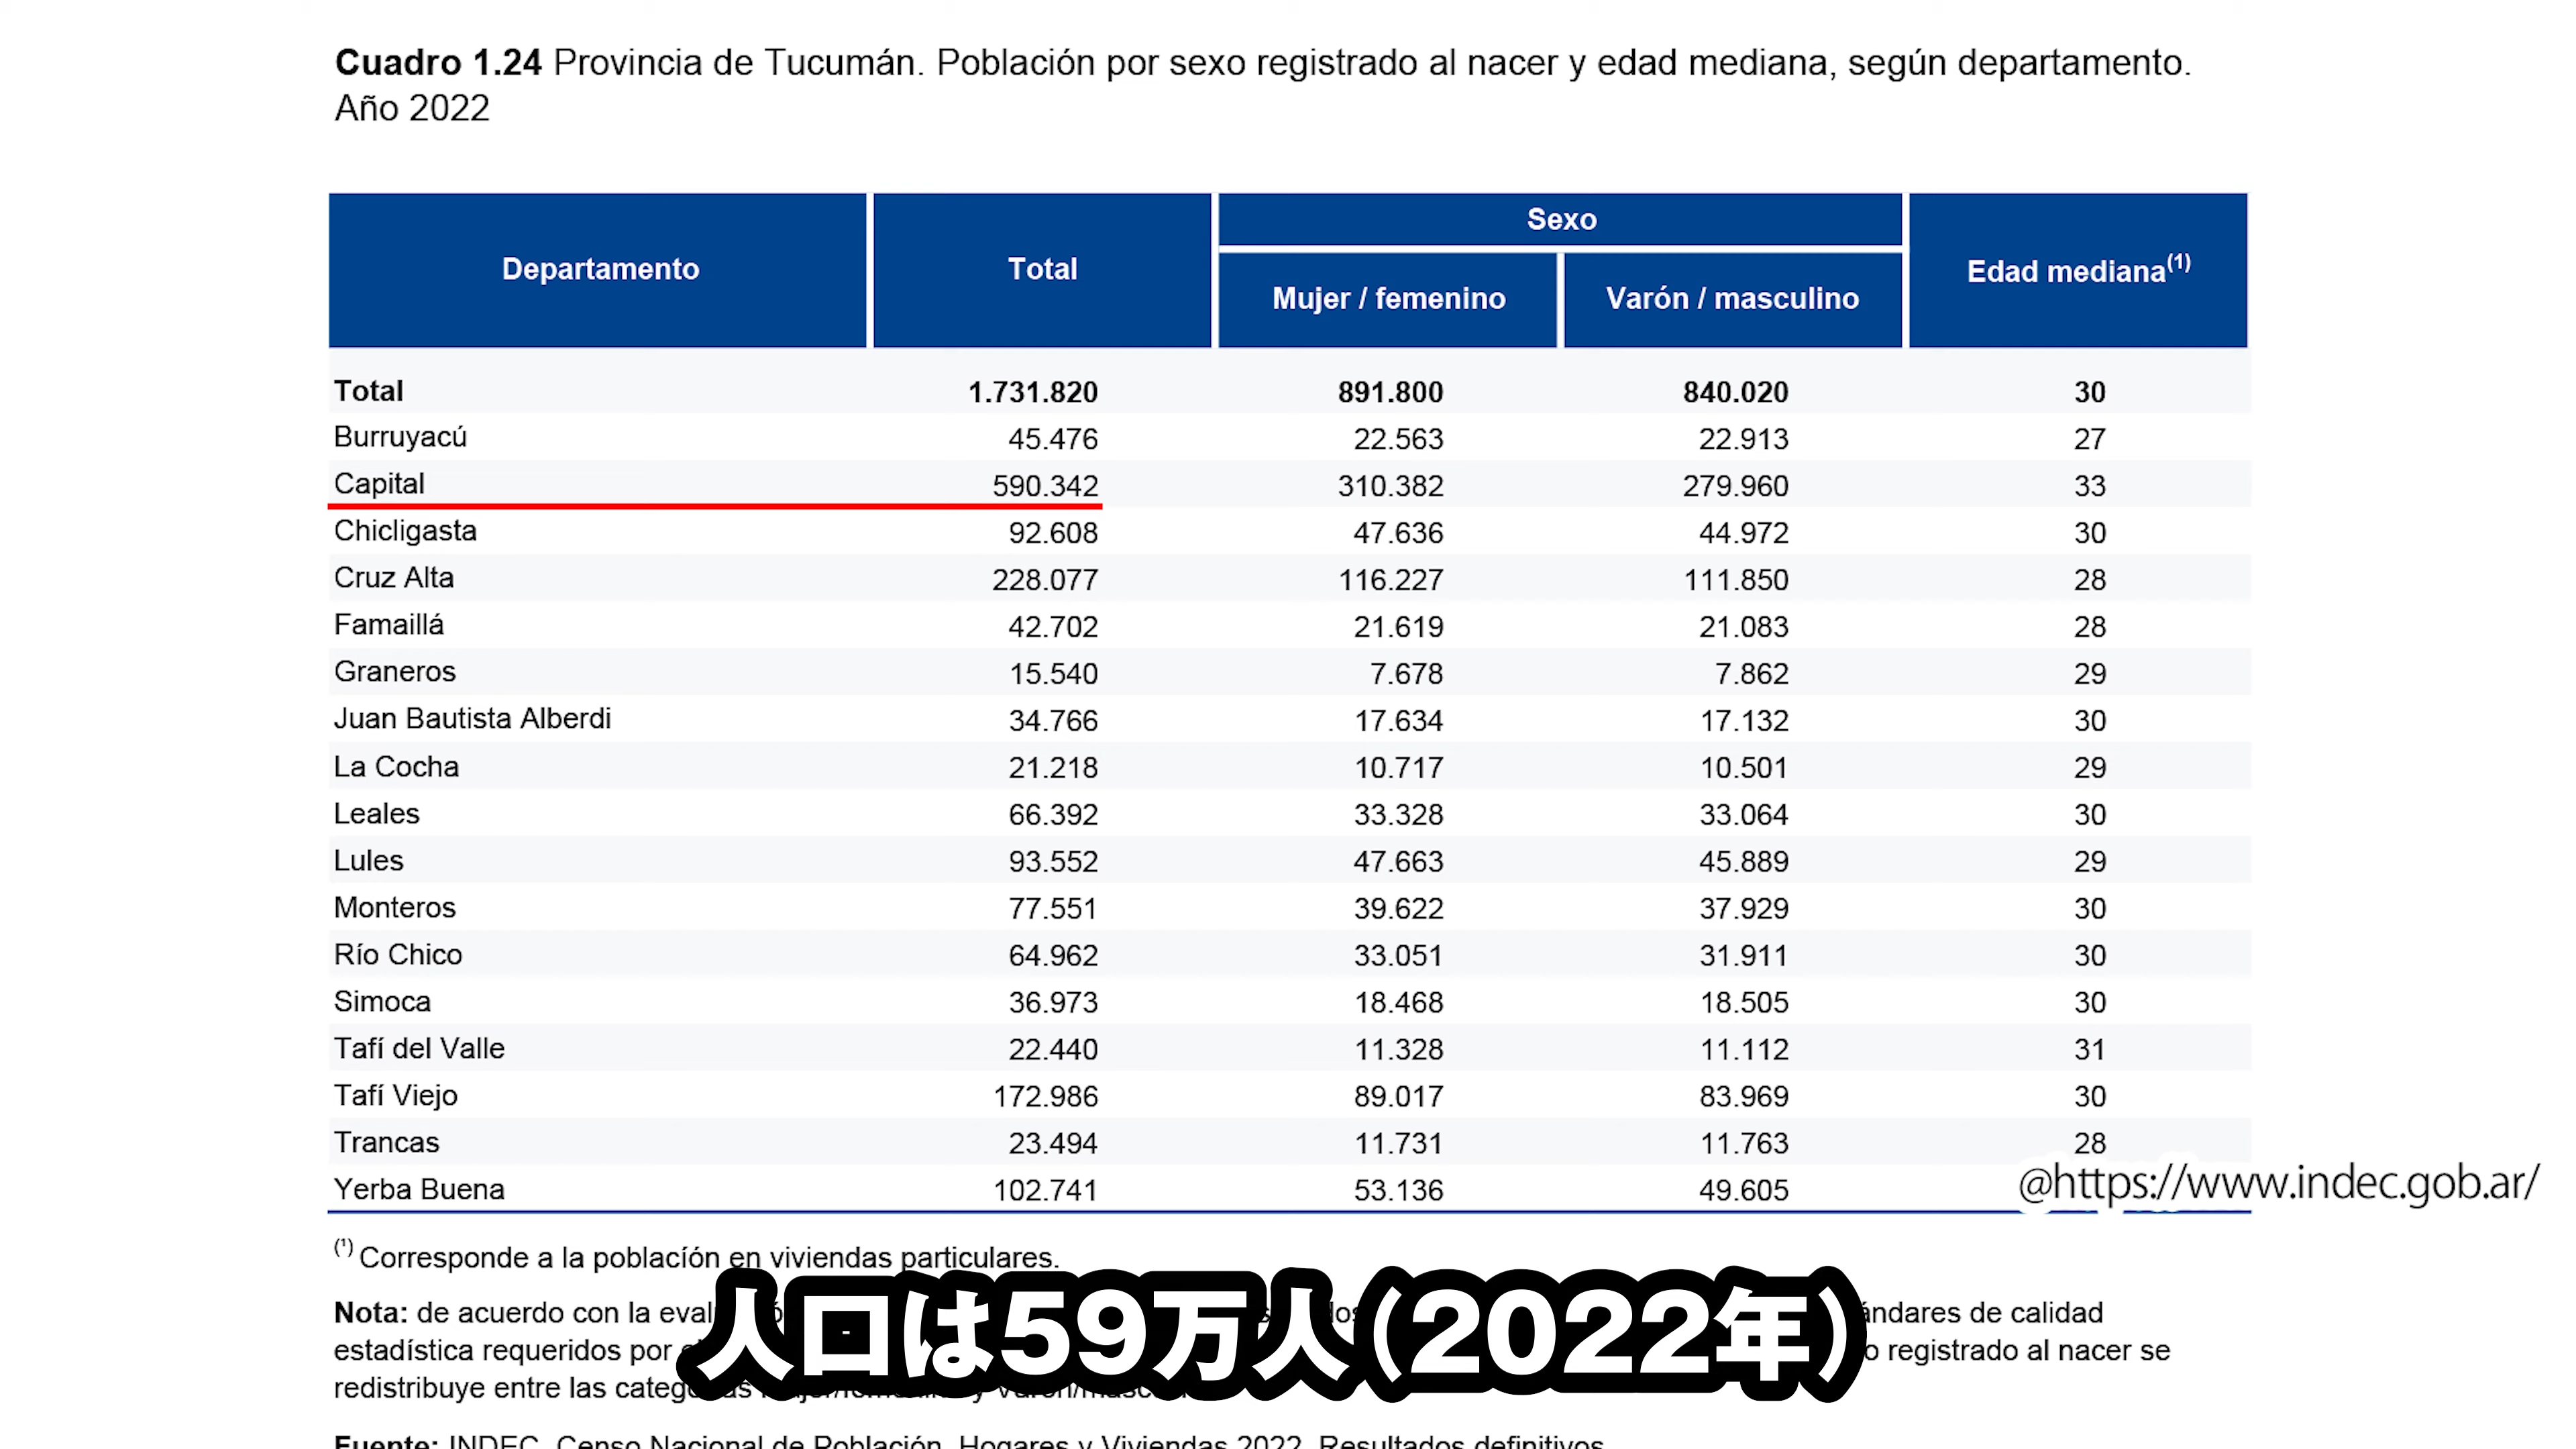 Cuadro 1.24 Provincia de Tucumán. Población por sexo registrado al nacer y edad mediana, según departamento.
Año 2022
Departamento Total Sexo Mujer / femenino Varón / masculino Edad mediana(1)
Total 1.731.820 891.800 840.020 30
Burruyacú 45.476 22.563 22.913 27
Capital 590.342 310.382 279.960 33
Chicligasta 92.608 47.636 44.972 30
Cruz Alta 228.077 116.227 111.850 28
Famaillá 42.702 21.619 21.083 28
Graneros 15.540 7.678 7.862 29
Juan Bautista Alberdi 34.766 17.634 17.132 30
La Cocha 21.218 10.717 10.501 29
Leales 66.392 33.328 33.064 30
Lules 93.552 47.663 45.889 29
Monteros 77.551 39.622 37.929 30
Río Chico 64.962 33.051 31.911 30
Simoca 36.973 18.468 18.505 30
Tafí del Valle 22.440 11.328 11.112 31
Tafí Viejo 172.986 89.017 83.969 30
Trancas 23.494 11.731 11.763 28
Yerba Buena 102.741 53.136 49.605
@https://www.indec.gob.ar/
(1) Corresponde a la población en viviendas particulares.
Nota: de acuerdo con la ándares de calidad
estadística requeridos por registrado al nacer se
redistribuye entre las
人口は59万人(2022年)
Fuente: INDEC, Censo Nacional de Población, Hogares y Viviendas 2022. Resultados definitivos.